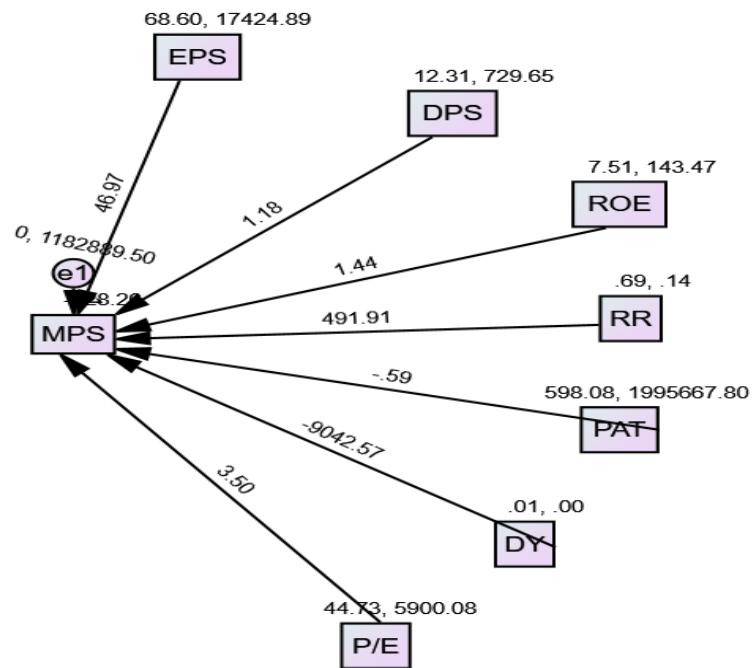 68.60, 17424.89
EPS
12.31, 729.65
DPS
7.51, 143.47
ROE
46.97
1.18
0, 1182889.50
e1
1.44
.69, .14
RR
MPS
491.91
-.59
598.08, 1995667.80
PAT
-9042.57
3.50
.01, .00
DY
44.73, 5900.08
P/E